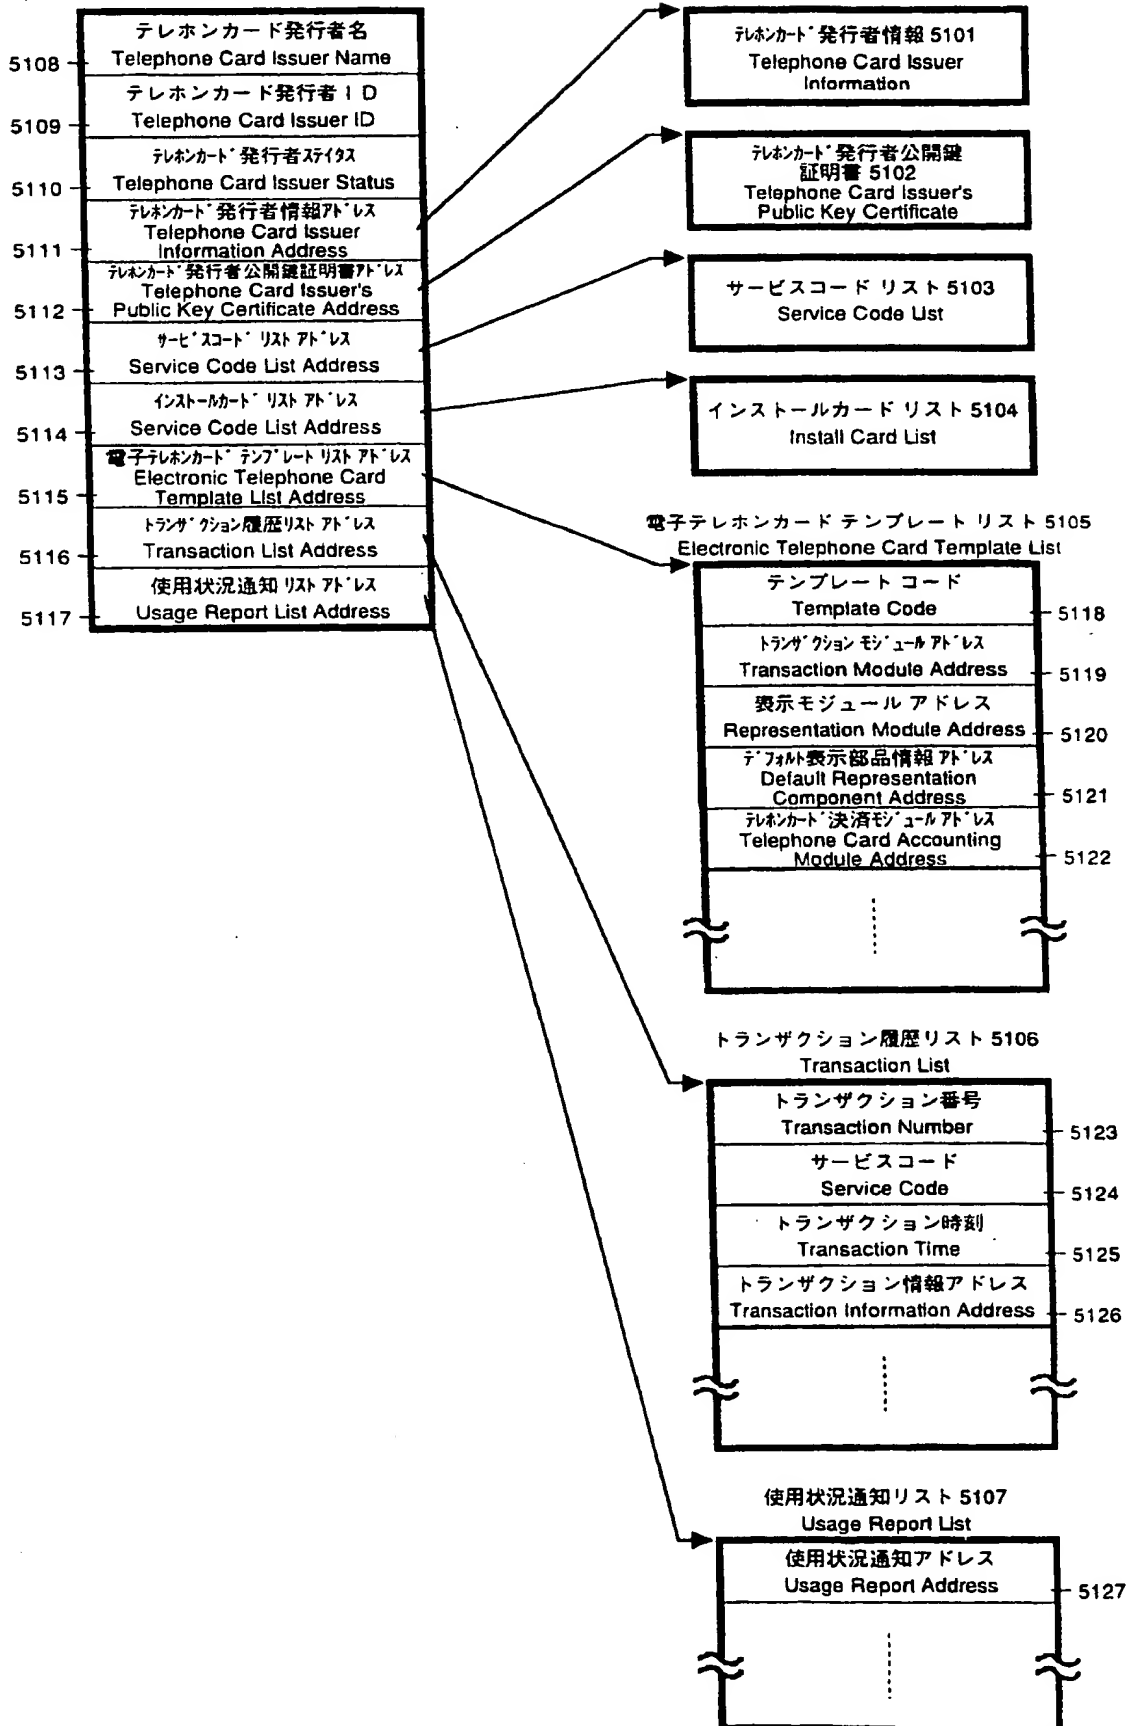 テレホンカード発行者名
5108
Telephone Card Issuer Name
テレホンカード発行者ID
5109
Telephone Card Issuer ID
テレホンカード発行者ステイタス
5110
Telephone Card Issuer Status
テレホンカード発行者情報アドレス
Telephone Card Issuer
5111
Information Address
テレホンカード発行者公開鍵証明書アドレス
Telephone Card Issuer's
5112
Public Key Certificate Address
サービスコード リスト アドレス
5113
Service Code List Address
インストールカード リスト アドレス
5114
Service Code List Address
電子テレホンカード テンプレート リスト アドレス
Electronic Telephone Card
5115
Template List Address
トランザクション履歴リスト アドレス
5116
Transaction List Address
使用状況通知リスト アドレス
5117
Usage Report List Address
テレホンカード発行者情報 5101
Telephone Card Issuer
Information
テレホンカード発行者公開鍵
証明書 5102
Telephone Card Issuer's
Public Key Certificate
サービスコード リスト 5103
Service Code List
インストールカード リスト 5104
Install Card List
電子テレホンカード テンプレート リスト 5105
Electronic Telephone Card Template List
テンプレート コード
Template Code
5118
トランザクション モジュール アドレス
Transaction Module Address
5119
表示モジュール アドレス
Representation Module Address
5120
デフォルト表示部品情報アドレス
Default Representation
Component Address
5121
テレホンカード決済モジュール アドレス
Telephone Card Accounting
Module Address
5122
トランザクション履歴リスト 5106
Transaction List
トランザクション番号
Transaction Number
5123
サービスコード
Service Code
5124
トランザクション時刻
Transaction Time
5125
トランザクション情報アドレス
Transaction Information Address
5126
使用状況通知リスト 5107
Usage Report List
使用状況通知アドレス
Usage Report Address
5127